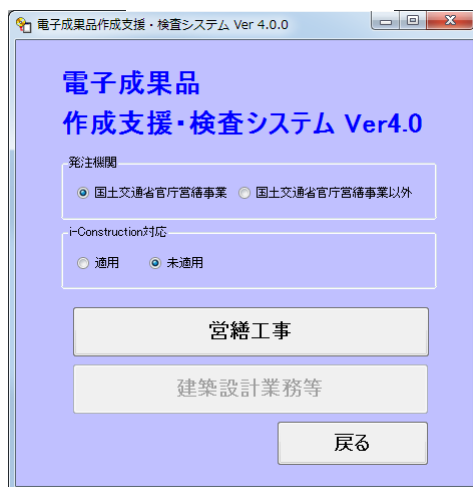 電子成果品作成支援・検査システム Ver 4.0.0
電子成果品
作成支援・検査システム Ver4.0
発注機関
国土交通省官庁営繕事業 国土交通省官庁営繕事業以外
i-Construction対応
適用 未適用
営繕工事
建築設計業務等
戻る